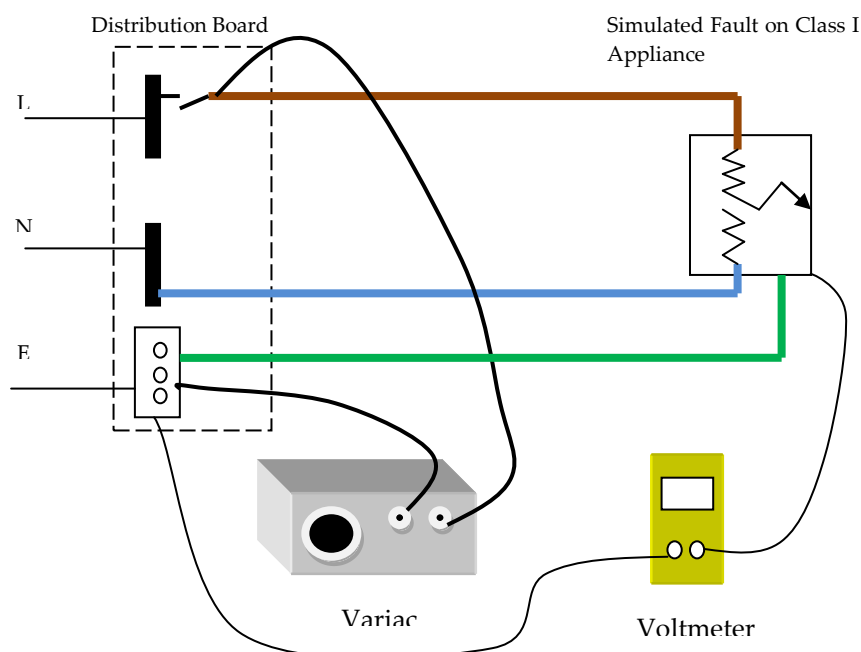 Distribution Board
Simulated Fault on Class I
Appliance
L
N
E
Variac
Voltmeter